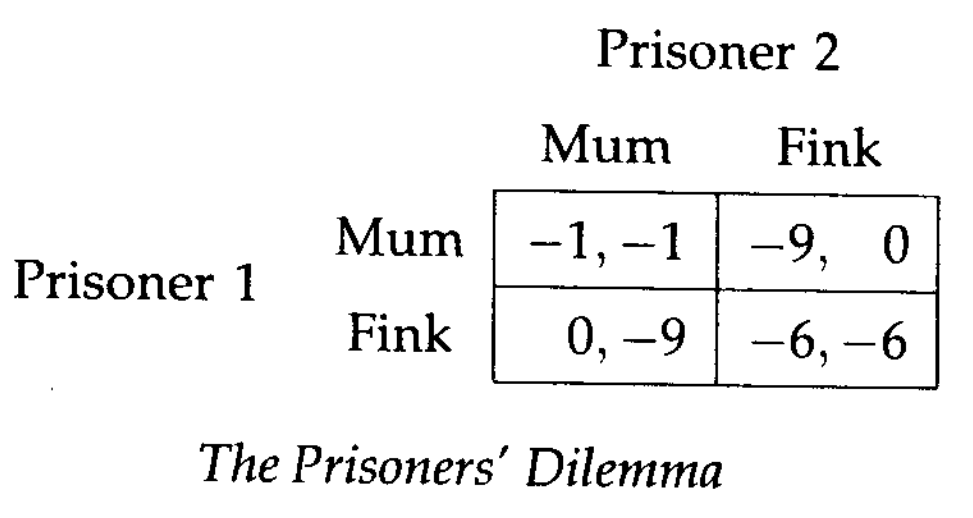 Prisoner 2
Mum Fink
Mum −1, −1 −9, 0
Prisoner 1
Fink 0, −9 −6, −6
The Prisoners' Dilemma